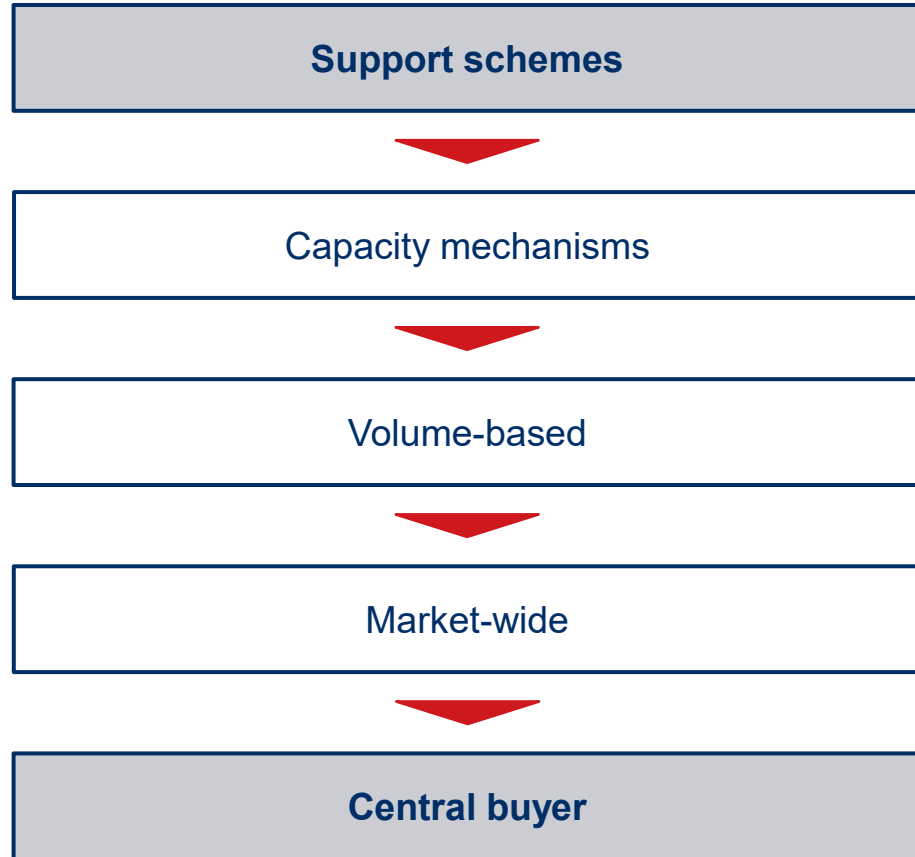 Support schemes
Capacity mechanisms
Volume-based
Market-wide
Central buyer